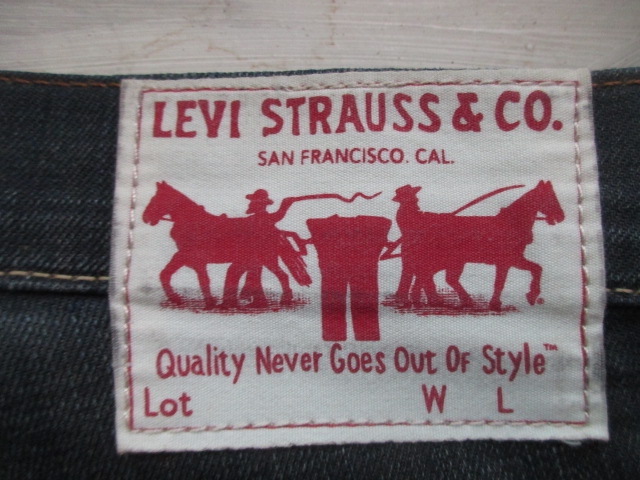 LEVI STRAUSS & CO.
SAN FRANCISCO. CAL.
Quality Never Goes Out Of Style™
Lot W L